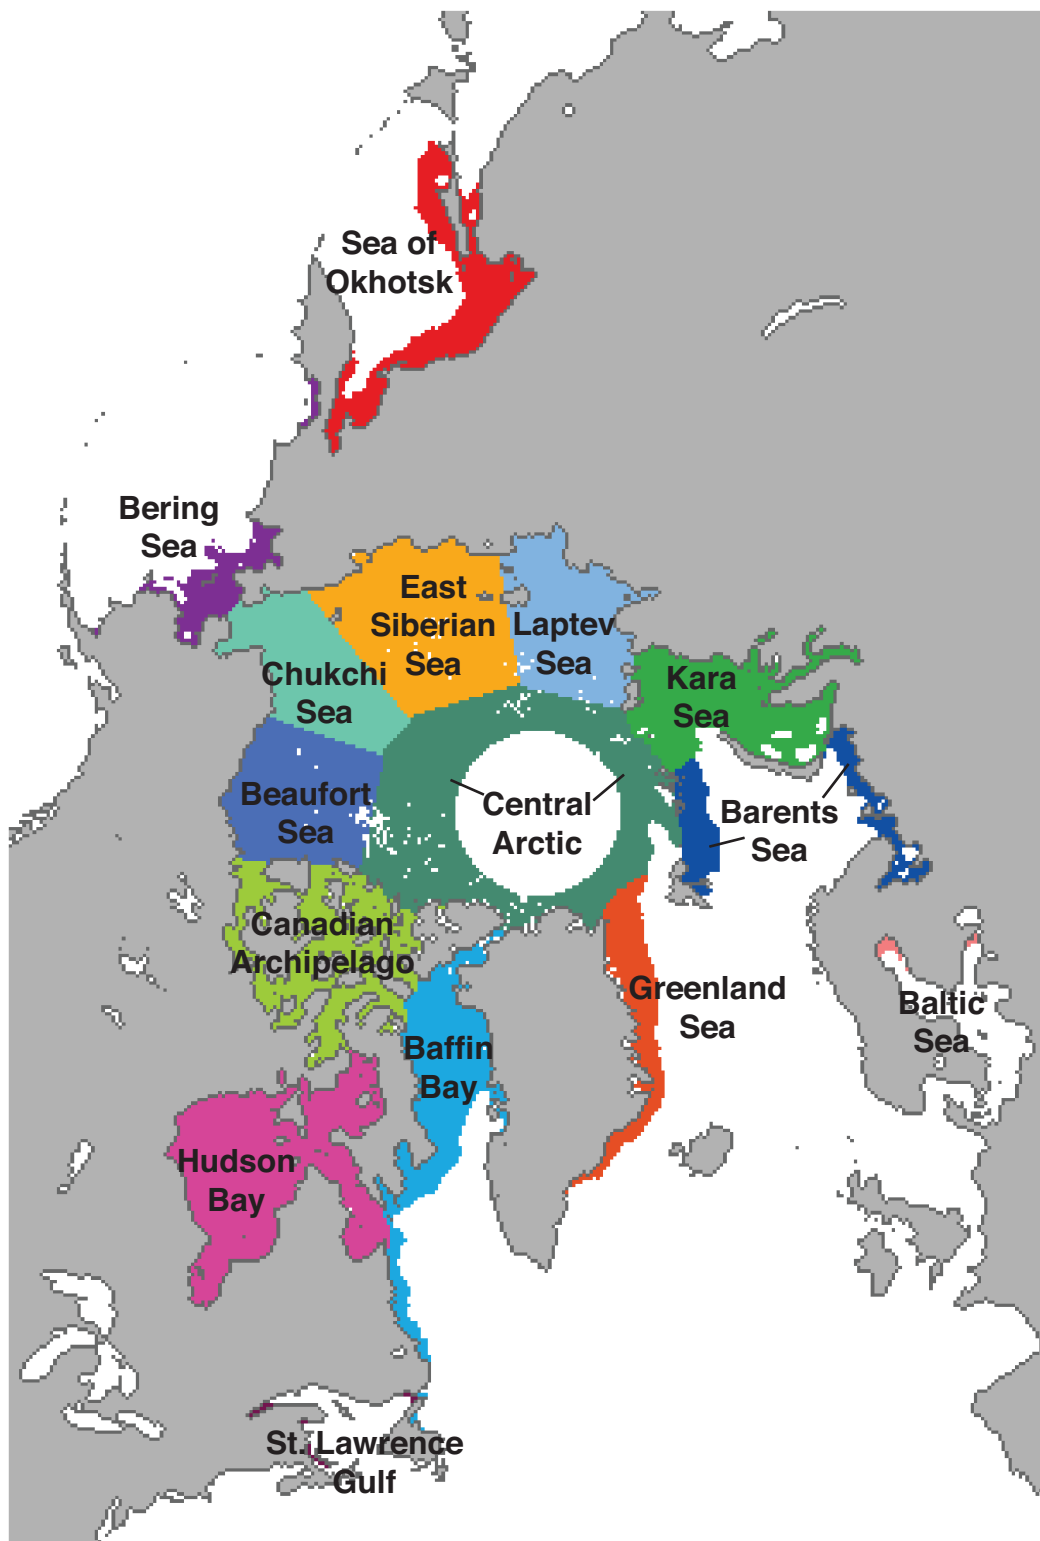 Sea of
Okhotsk
Bering
Sea
East
Siberian
Sea
Laptev
Sea
Chukchi
Sea
Kara
Sea
Beaufort
Sea
Central
Arctic
Barents
Sea
Canadian
Archipelago
Greenland
Sea
Baltic
Sea
Baffin
Bay
Hudson
Bay
St. Lawrence
Gulf